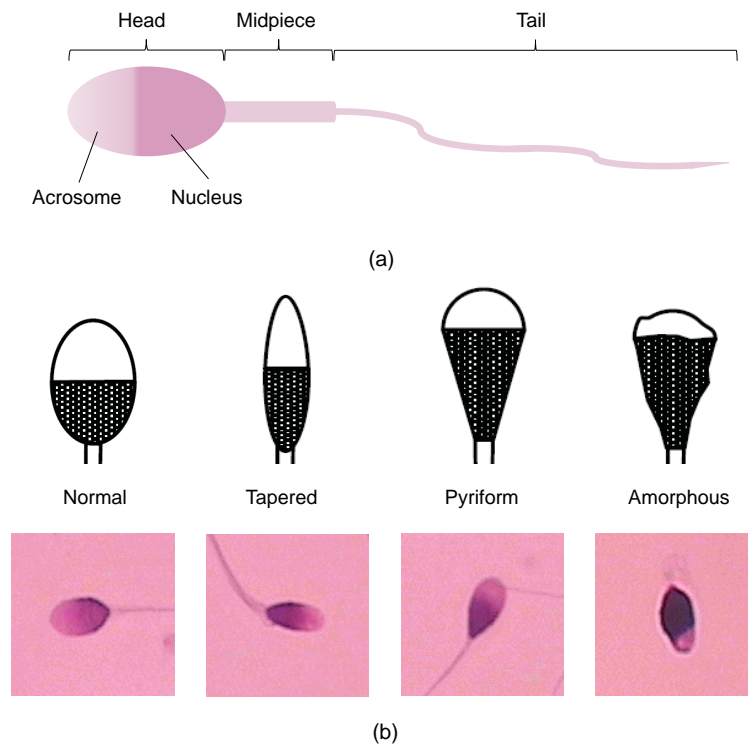 Head Midpiece Tail
Acrosome Nucleus
(a)
Normal Tapered Pyriform Amorphous
(b)